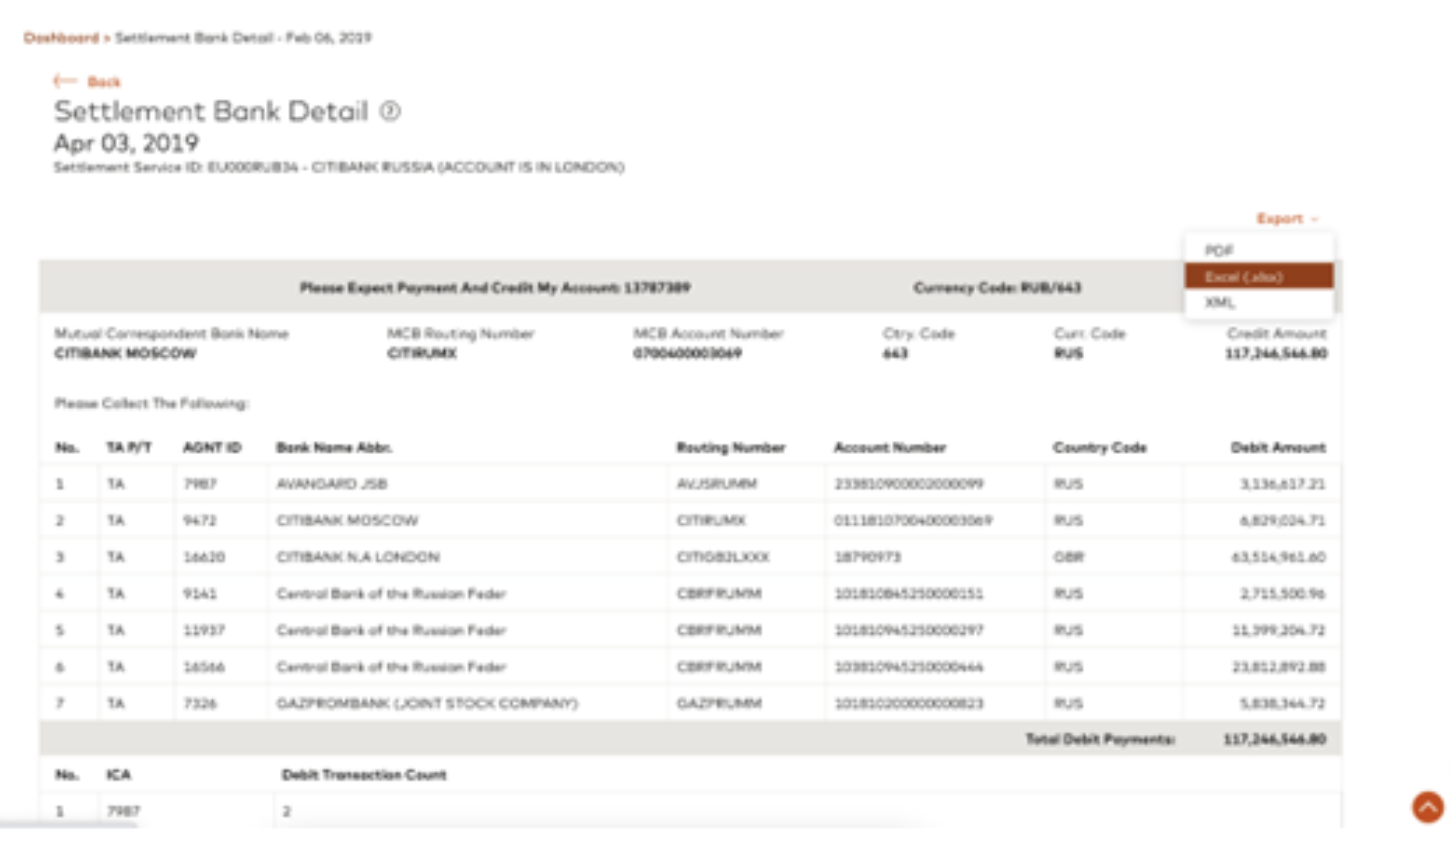 Dashboard > Settlement Bank Detail - Feb 06, 2019
← Back
Settlement Bank Detail
Apr 03, 2019
Settlement Service ID: EU000RUB34 - CITIBANK RUSSIA (ACCOUNT IS IN LONDON)
Export
PDF
Excel (.xlsx)
XML
Please Expect Payment And Credit My Account: 13787389 Currency Code: RUB/643
Mutual Correspondent Bank Name MCB Routing Number MCB Account Number Ctry. Code Curr. Code Credit Amount
CITIBANK MOSCOW CITIRUMX 0700400003069 643 RUS 117,246,546.80
Please Collect The Following:
No. TA P/T AGNT ID Bank Name Abbr. Routing Number Account Number Country Code Debit Amount
1 TA 7987 AVANGARD JSB AVJSRUMM 233810900002000099 RUS 3,136,617.21
2 TA 9472 CITIBANK MOSCOW CITIRUMX 0111810700400003069 RUS 6,829,024.71
3 TA 16620 CITIBANK N.A LONDON CITIGB2LXXX 18790973 GBR 63,514,961.60
4 TA 9141 Central Bank of the Russian Feder CBRFRUMM 101810845250000151 RUS 2,715,500.96
5 TA 11937 Central Bank of the Russian Feder CBRFRUMM 101810945250000297 RUS 11,399,204.72
6 TA 16566 Central Bank of the Russian Feder CBRFRUMM 103810945250000444 RUS 23,812,892.88
7 TA 7326 GAZPROMBANK (JOINT STOCK COMPANY) GAZPRUMM 101810200000000823 RUS 5,838,344.72
Total Debit Payments: 117,246,546.80
No. ICA Debit Transaction Count
1 7987 2